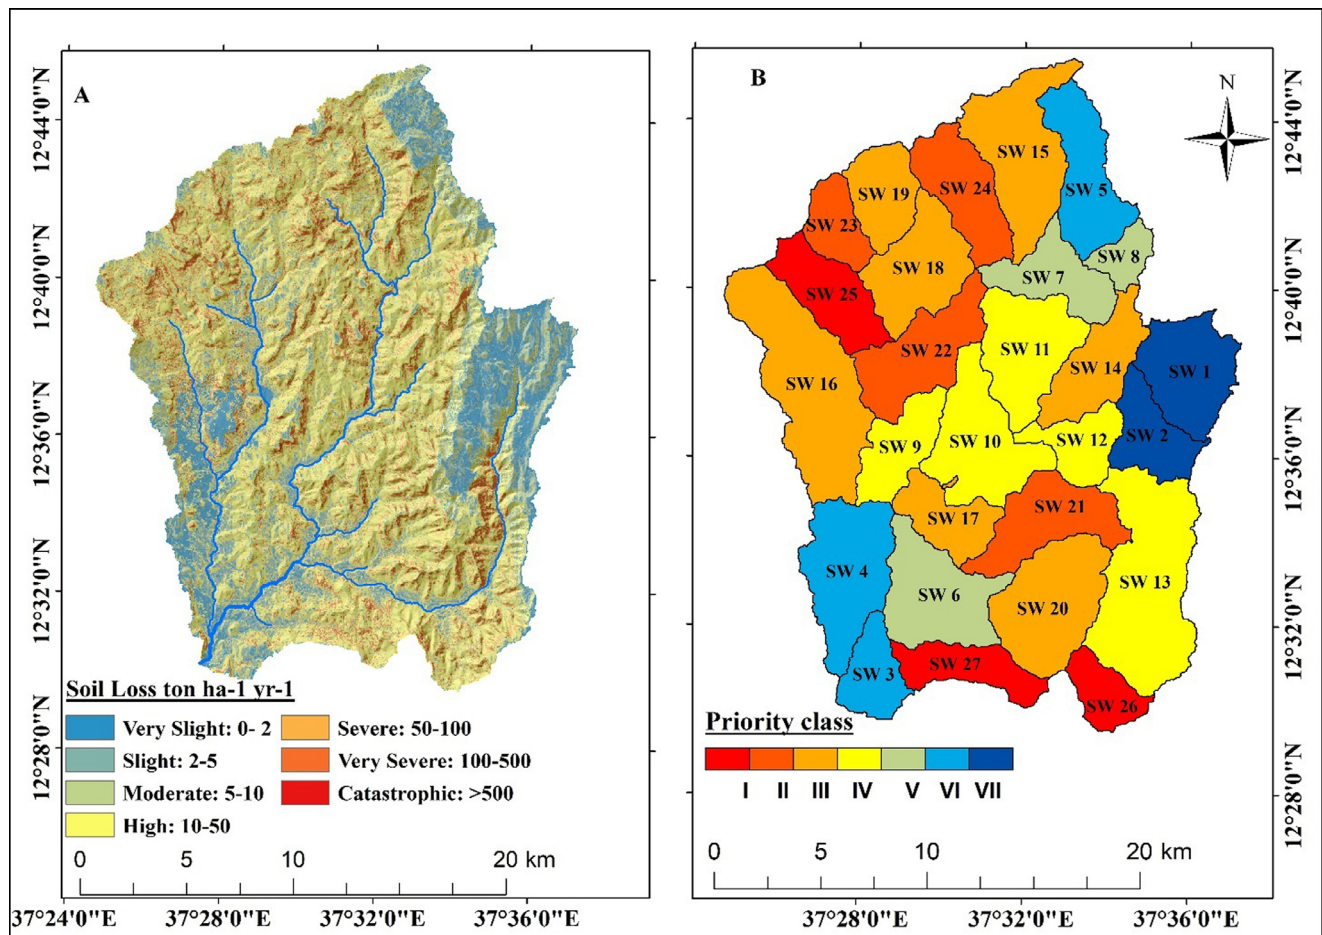 A
12°44'0"N
12°40'0"N
12°36'0"N
12°32'0"N
12°28'0"N
Soil Loss ton ha-1 yr-1
Very Slight: 0- 2
Slight: 2-5
Moderate: 5-10
High: 10-50
Severe: 50-100
Very Severe: 100-500
Catastrophic: >500
0 5 10 20 km
37°24'0"E 37°28'0"E 37°32'0"E 37°36'0"E
B
N
SW 15
SW 19
SW 24
SW 5
SW 23
SW 8
SW 18
SW 7
SW 25
SW 22
SW 11
SW 14
SW 1
SW 16
SW 2
SW 12
SW 10
SW 9
SW 21
SW 17
SW 4
SW 13
SW 6
SW 20
SW 27
SW 3
SW 26
Priority class
I II III IV V VI VII
0 5 10 20 km
12°44'0"N
12°40'0"N
12°36'0"N
12°32'0"N
12°28'0"N
37°28'0"E 37°32'0"E 37°36'0"E